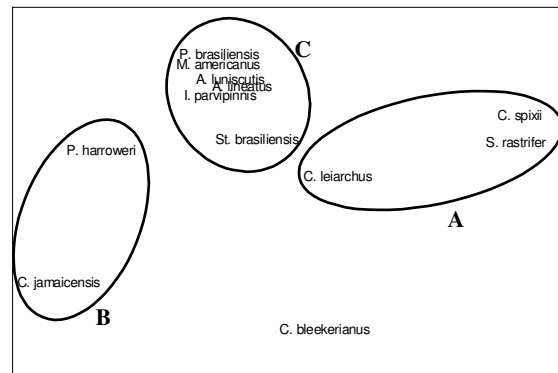 C
P. brasiliensis
M. americanus
A. luniscutis
A. lineatus
I. parvipinnis
C. spixii
St. brasiliensis
S. rastrifer
P. harroweri
C. leiarchus
A
C. jamaicensis
B
C. bleekerianus